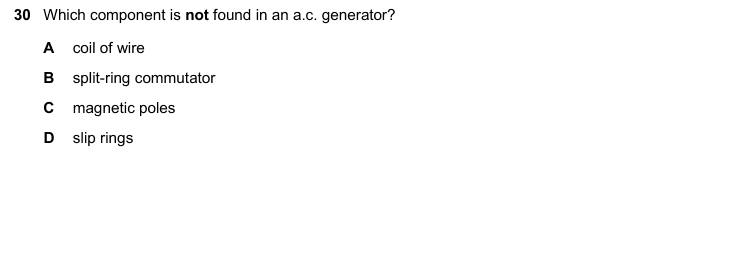 30 Which component is not found in an a.c. generator?
A coil of wire
B split-ring commutator
C magnetic poles
D slip rings